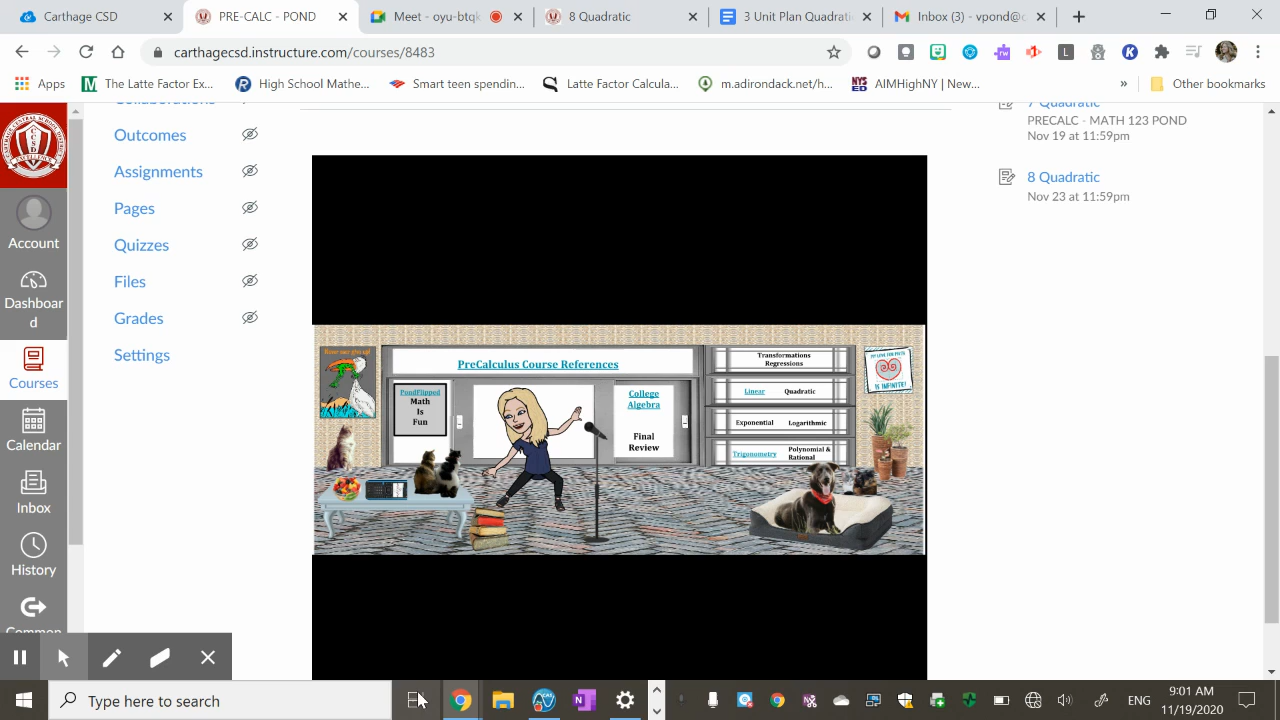 Carthage CSD
PRE-CALC - POND
Meet - oyu-btqk
8 Quadratic
3 Unit Plan Quadrati
Inbox (3) - vpond@c
carthagecsd.instructure.com/courses/8483
Apps
The Latte Factor Ex...
High School Mathe...
Smart teen spendin...
Latte Factor Calcula...
m.adirondack.net/h...
AIMHighNY | New...
»
Other bookmarks
Collaborations
Outcomes
Assignments
Pages
Quizzes
Files
Grades
Settings
Account
Dashboar
d
Courses
Calendar
Inbox
History
Common
7 Quadratic
PRECALC - MATH 123 POND
Nov 19 at 11:59pm
8 Quadratic
Nov 23 at 11:59pm
PreCalculus Course References
PondFlipped
Math
Is
Fun
College
Algebra
Final
Review
Transformations
Regressions
Linear Quadratic
Exponential Logarithmic
Trigonometry Polynomial &
Rational
IS INFINITE!
Type here to search
ENG
9:01 AM
11/19/2020